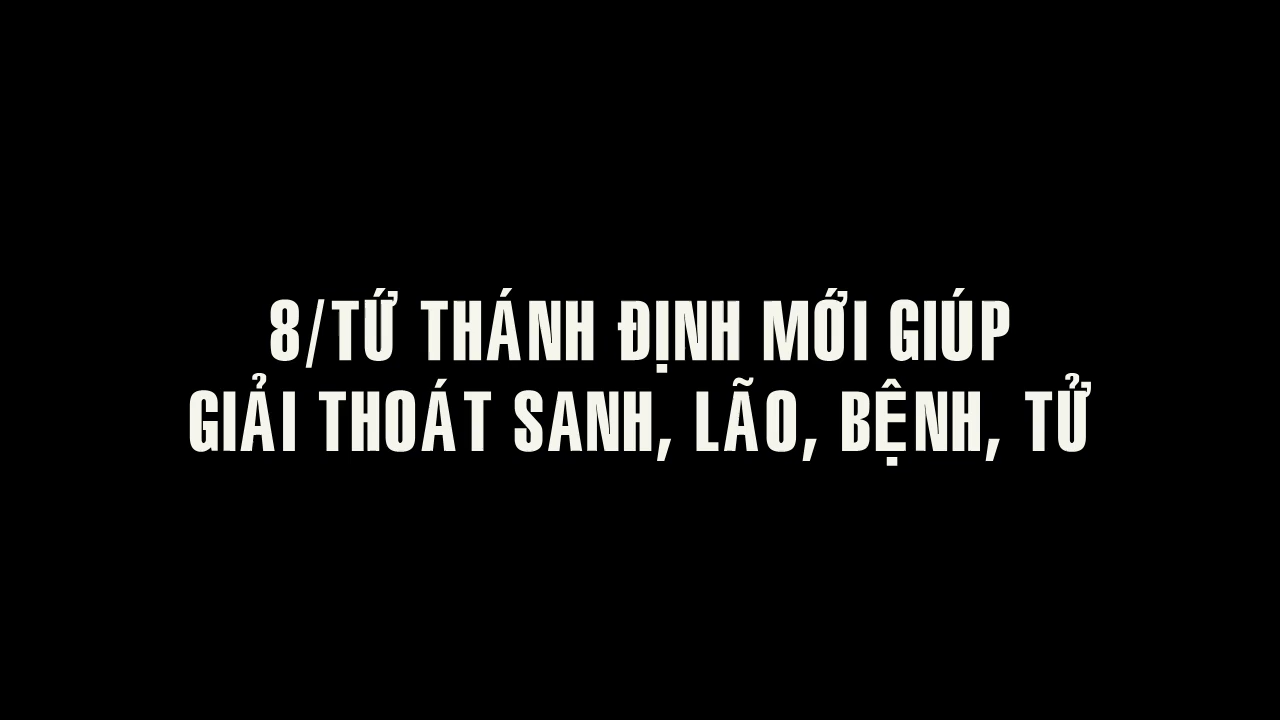 8/TỨ THÁNH ĐỊNH MỚI GIÚP
GIẢI THOÁT SANH, LÃO, BỆNH, TỬ